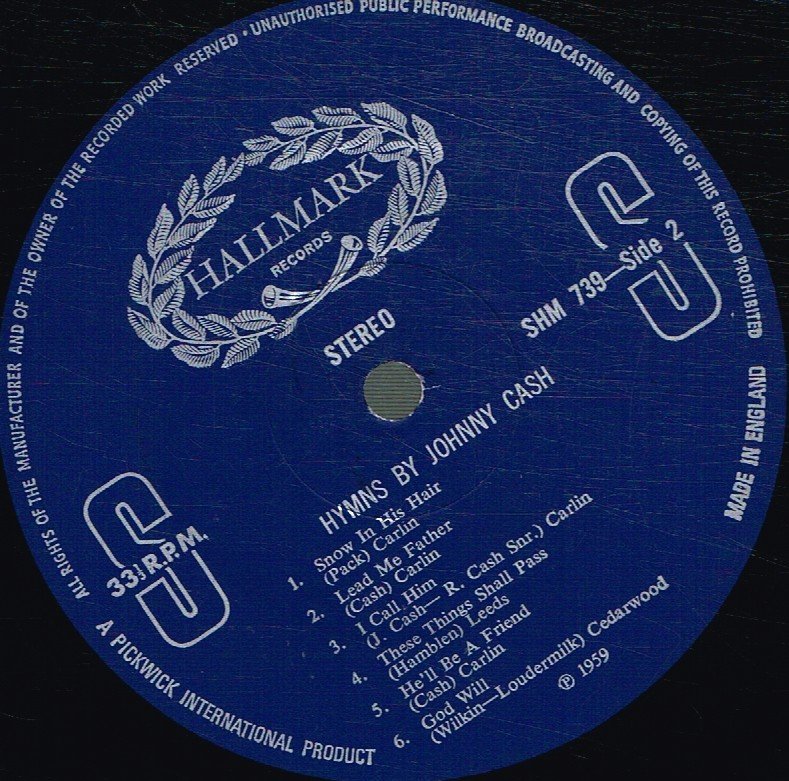 ALL RIGHTS OF THE MANUFACTURER AND OF THE OWNER OF THE RECORDED WORK RESERVED • UNAUTHORISED PUBLIC PERFORMANCE BROADCASTING AND COPYING OF THIS RECORD PROHIBITED
HALLMARK
RECORDS
STEREO
SHM 739—Side 2
S
33⅓ R.P.M.
S
HYMNS BY JOHNNY CASH
1. Snow In His Hair
(Pack) Carlin
2. Lead Me Father
(Cash) Carlin
3. I Call Him
(J. Cash— R. Cash Snr.) Carlin
4. These Things Shall Pass
(Hamblen) Leeds
5. He'll Be A Friend
(Cash) Carlin
6. God Will
(Wilkin—Loudermilk) Cedarwood
℗ 1959
MADE IN ENGLAND
A PICKWICK INTERNATIONAL PRODUCT